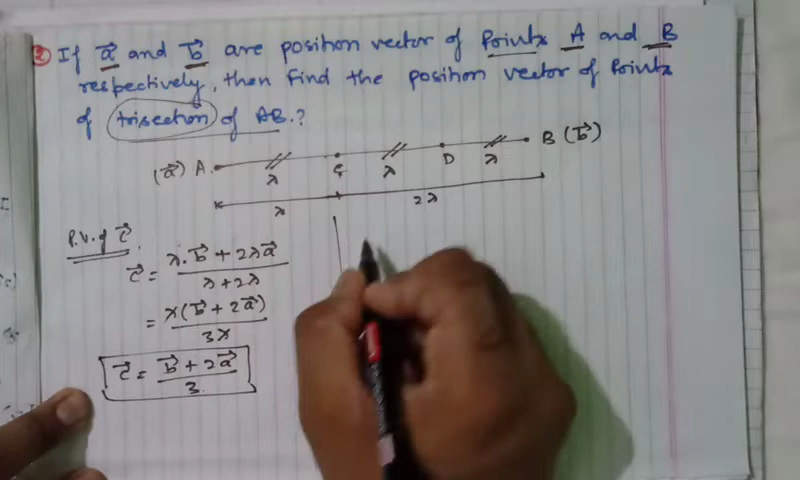 ② If a⃗ and b⃗ are position vector of Points A and B
respectively, then find the position vector of Points
of trisection of AB.?
(a⃗) A
C
D
B (b⃗)
λ
λ
λ
λ
2λ
P.V. of c⃗
c⃗ = λ.b⃗ + 2λa⃗ / λ + 2λ
= λ(b⃗ + 2a⃗) / 3λ
c⃗ = b⃗ + 2a⃗ / 3